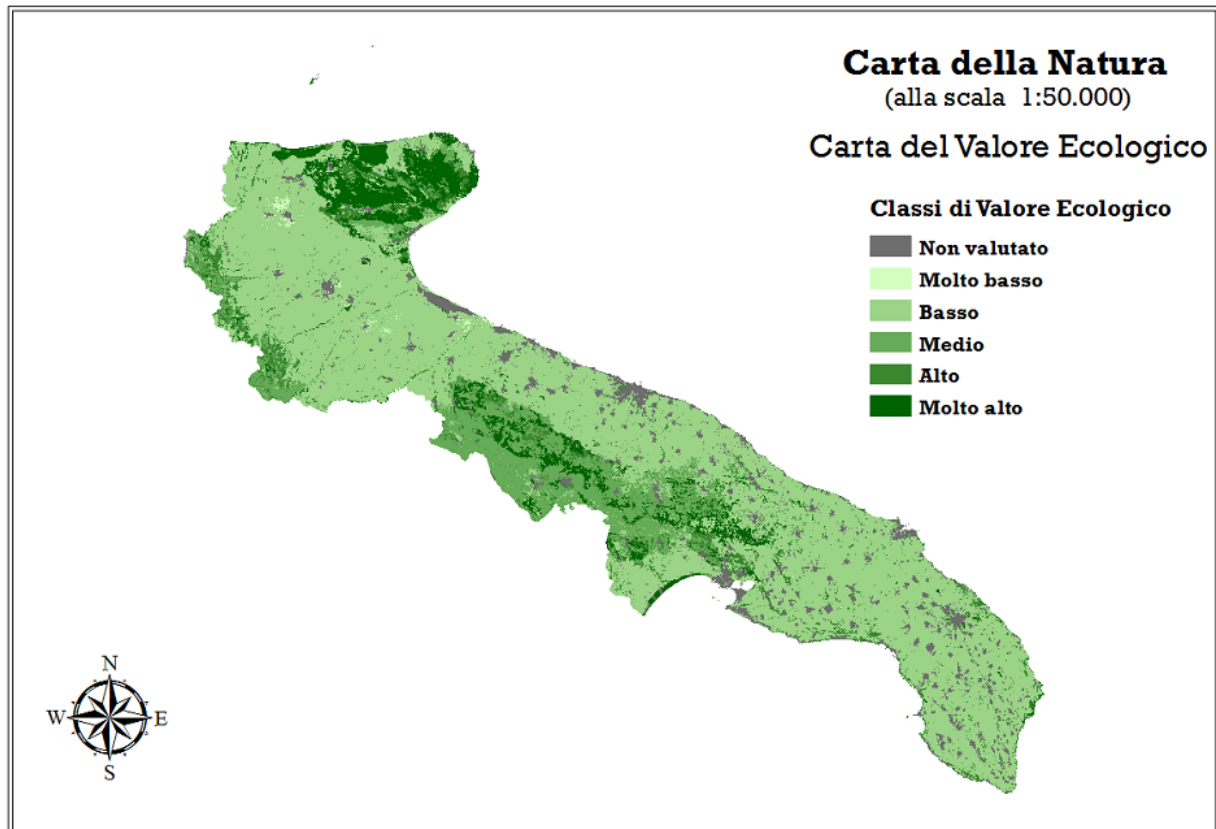 Carta della Natura
(alla scala 1:50.000)
Carta del Valore Ecologico
Classi di Valore Ecologico
Non valutato
Molto basso
Basso
Medio
Alto
Molto alto
N
W E
S